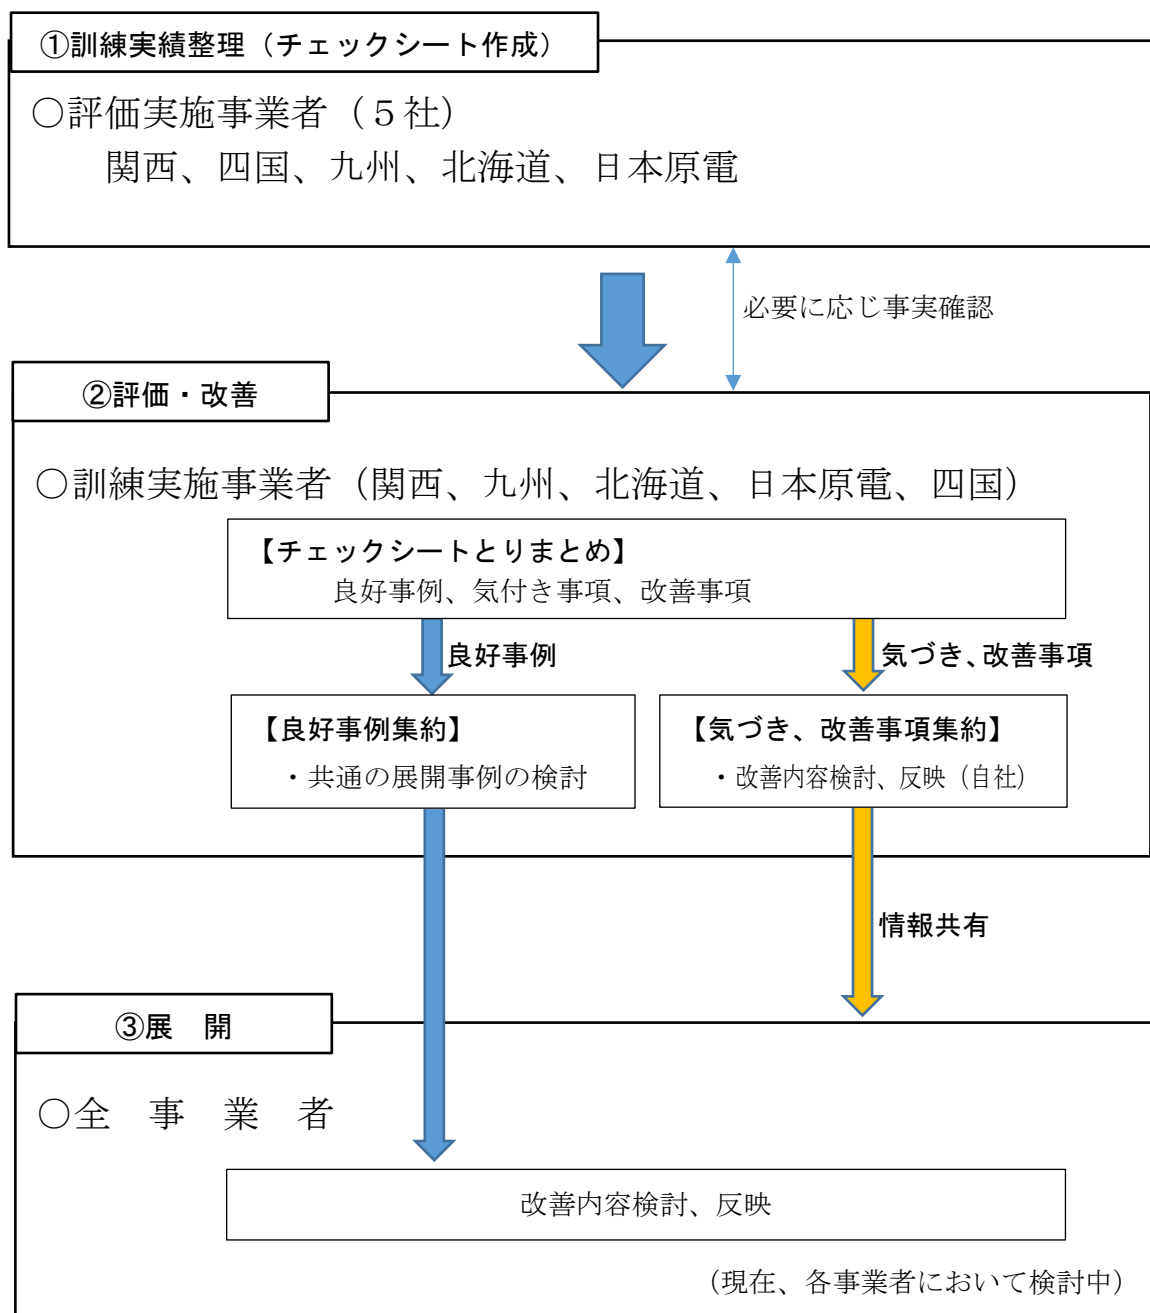 ①訓練実績整理（チェックシート作成）
○評価実施事業者（５社）
関西、四国、九州、北海道、日本原電
必要に応じ事実確認
②評価・改善
○訓練実施事業者（関西、九州、北海道、日本原電、四国）
【チェックシートとりまとめ】
良好事例、気付き事項、改善事項
良好事例
気づき、改善事項
【良好事例集約】
・共通の展開事例の検討
【気づき、改善事項集約】
・改善内容検討、反映（自社）
情報共有
③展　開
○全　事　業　者
改善内容検討、反映
（現在、各事業者において検討中）